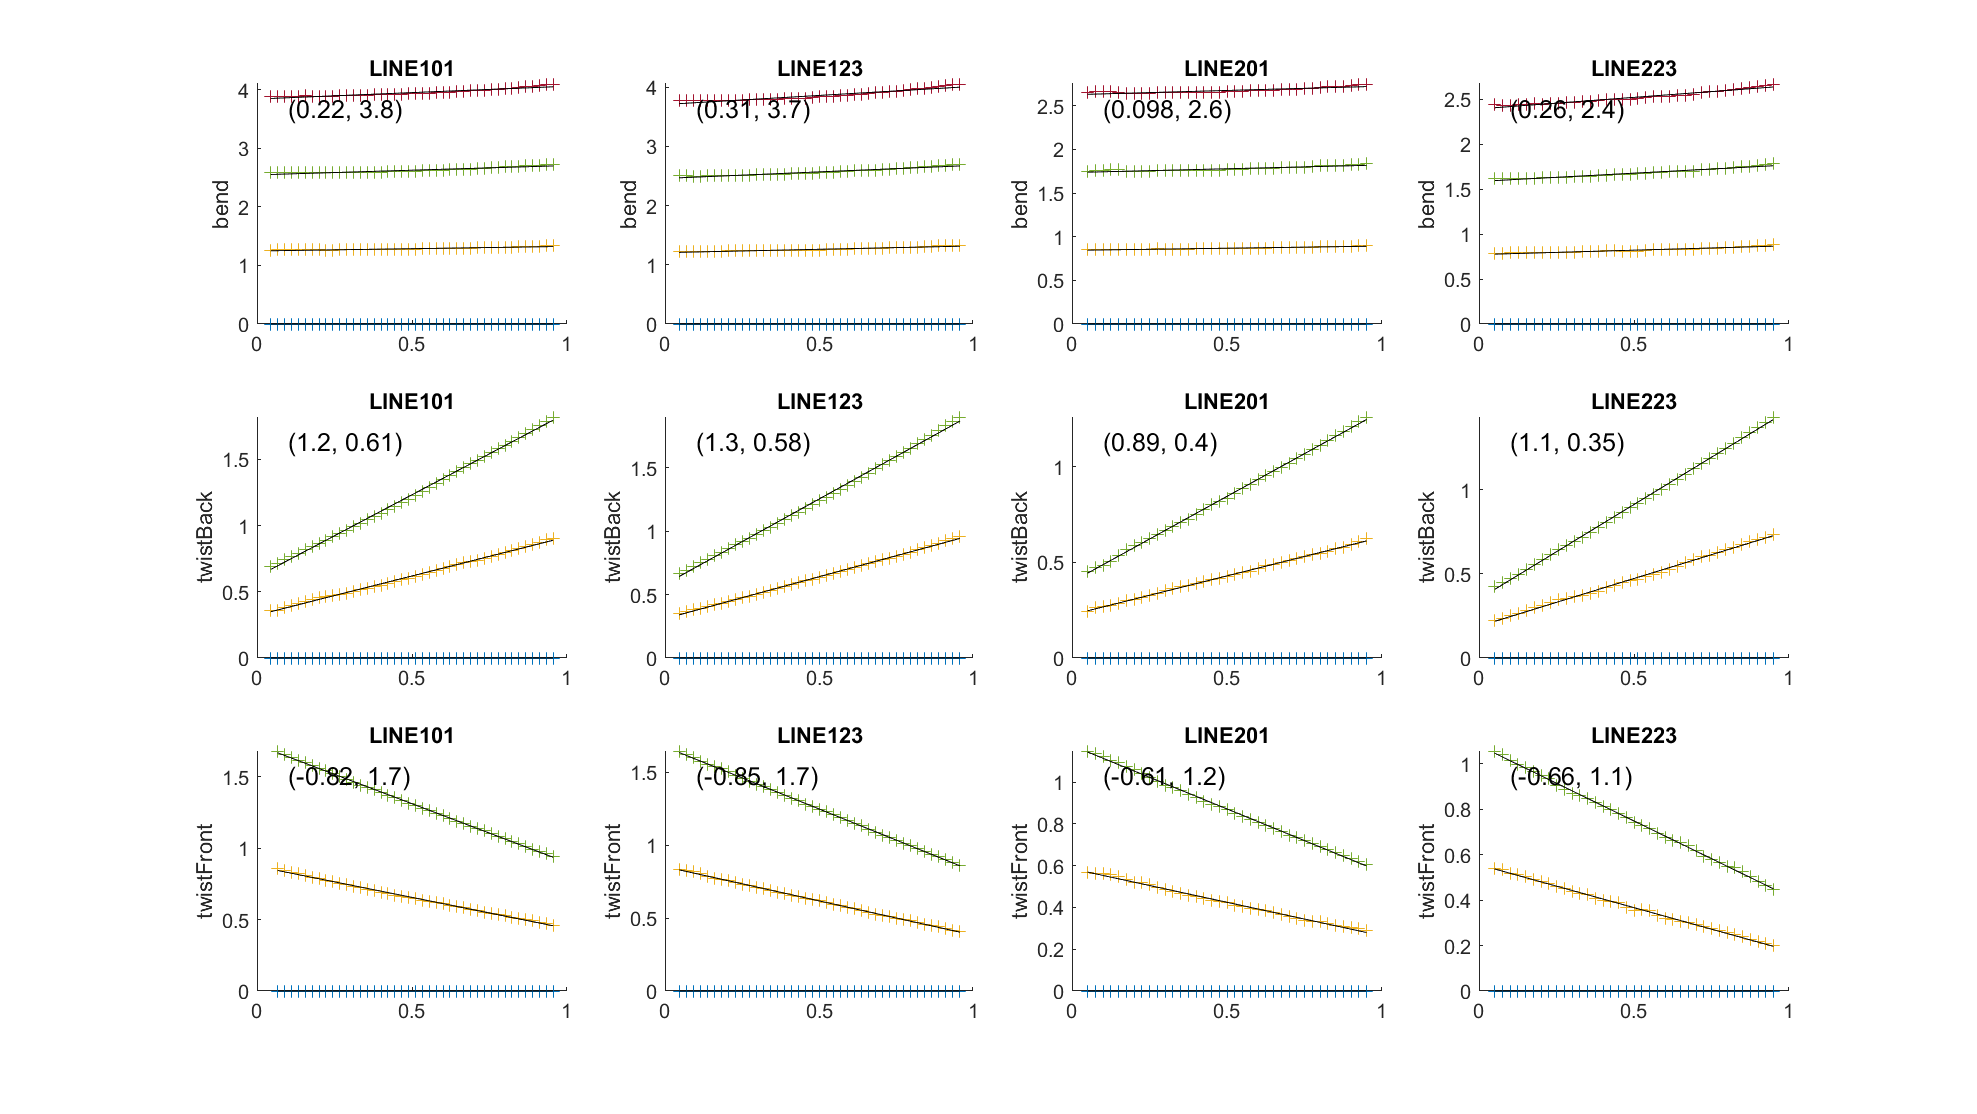 LINE101
(0.22, 3.8)
bend
4
3
2
1
0
0 0.5 1
LINE123
(0.31, 3.7)
bend
4
3
2
1
0
0 0.5 1
LINE201
(0.098, 2.6)
bend
2.5
2
1.5
1
0.5
0
0 0.5 1
LINE223
(0.26, 2.4)
bend
2.5
2
1.5
1
0.5
0
0 0.5 1
LINE101
(1.2, 0.61)
twistBack
1.5
1
0.5
0
0 0.5 1
LINE123
(1.3, 0.58)
twistBack
1.5
1
0.5
0
0 0.5 1
LINE201
(0.89, 0.4)
twistBack
1
0.5
0
0 0.5 1
LINE223
(1.1, 0.35)
twistBack
1
0.5
0
0 0.5 1
LINE101
(-0.82, 1.7)
twistFront
1.5
1
0.5
0
0 0.5 1
LINE123
(-0.85, 1.7)
twistFront
1.5
1
0.5
0
0 0.5 1
LINE201
(-0.61, 1.2)
twistFront
1
0.8
0.6
0.4
0.2
0
0 0.5 1
LINE223
(-0.66, 1.1)
twistFront
1
0.8
0.6
0.4
0.2
0
0 0.5 1